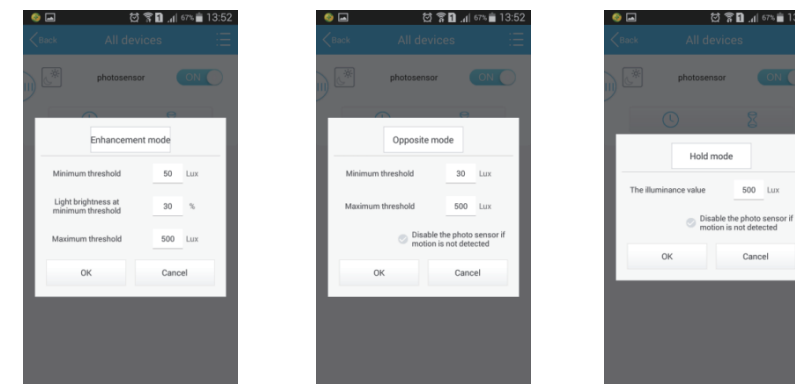 67% 13:52
Back All devices
photosensor ON
Enhancement mode
Minimum threshold 50 Lux
Light brightness at
minimum threshold 30 %
Maximum threshold 500 Lux
OK Cancel
67% 13:52
Back All devices
photosensor ON
Opposite mode
Minimum threshold 30 Lux
Maximum threshold 500 Lux
Disable the photo sensor if
motion is not detected
OK Cancel
67%
Back All devices
photosensor ON
Hold mode
The illuminance value 500 Lux
Disable the photo sensor if
motion is not detected
OK Cancel